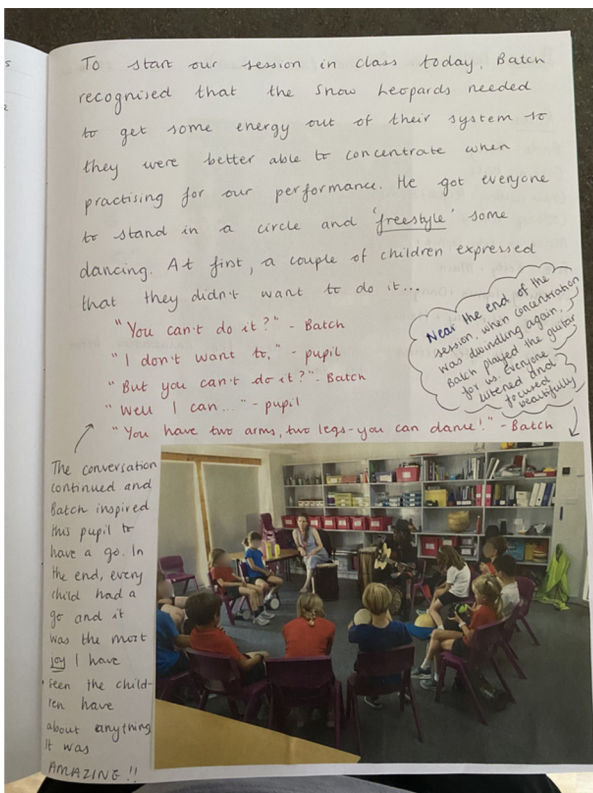 To start our session in class today, Batch
recognised that the Snow Leopards needed
to get some energy out of their system so
they were better able to concentrate when
practising for our performance. He got everyone
to stand in a circle and 'freestyle' some
dancing. At first, a couple of children expressed
that they didn't want to do it...
"You can't do it?" - Batch
"I don't want to," - pupil
"But you can't do it?" - Batch
"Well I can..." - pupil
"You have two arms, two legs - you can dance!" - Batch
Near the end of the
session, when concentration
was dwindling again,
Batch played the guitar
for us, everyone
listened and
focused
beautifully
The conversation
continued and
Batch inspired
this pupil to
have a go. In
the end, every
child had a
go and it
was the most
joy I have
seen the child-
ren have
about anything
It was
AMAZING!!